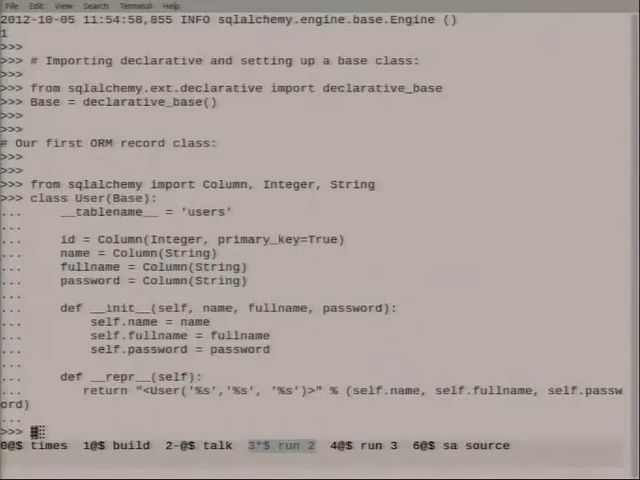 File Edit View Search Terminal Help
2012-10-05 11:54:58,855 INFO sqlalchemy.engine.base.Engine ()
1
>>>
>>> # Importing declarative and setting up a base class:
>>>
>>> from sqlalchemy.ext.declarative import declarative_base
>>> Base = declarative_base()
>>>
>>>
# Our first ORM record class:
>>>
>>>
>>> from sqlalchemy import Column, Integer, String
>>> class User(Base):
...     __tablename__ = 'users'
...
...     id = Column(Integer, primary_key=True)
...     name = Column(String)
...     fullname = Column(String)
...     password = Column(String)
...
...     def __init__(self, name, fullname, password):
...         self.name = name
...         self.fullname = fullname
...         self.password = password
...
...     def __repr__(self):
...        return "<User('%s','%s', '%s')>" % (self.name, self.fullname, self.passw
ord)
...
>>> #
0@$ times  1@$ build  2-@$ talk  3*$ run 2  4@$ run 3  6@$ sa source